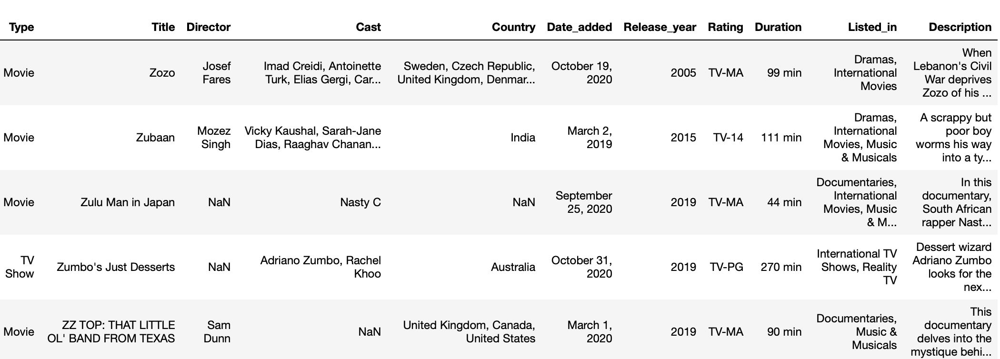 Type Title Director Cast Country Date_added Release_year Rating Duration Listed_in Description
Movie Zozo Josef Fares Imad Creidi, Antoinette Turk, Elias Gergi, Car... Sweden, Czech Republic, United Kingdom, Denmar... October 19, 2020 2005 TV-MA 99 min Dramas, International Movies When Lebanon's Civil War deprives Zozo of his ...
Movie Zubaan Mozez Singh Vicky Kaushal, Sarah-Jane Dias, Raaghav Chanan... India March 2, 2019 2015 TV-14 111 min Dramas, International Movies, Music & Musicals A scrappy but poor boy worms his way into a ty...
Movie Zulu Man in Japan NaN Nasty C NaN September 25, 2020 2019 TV-MA 44 min Documentaries, International Movies, Music & M... In this documentary, South African rapper Nast...
TV Show Zumbo's Just Desserts NaN Adriano Zumbo, Rachel Khoo Australia October 31, 2020 2019 TV-PG 270 min International TV Shows, Reality TV Dessert wizard Adriano Zumbo looks for the nex...
Movie ZZ TOP: THAT LITTLE OL' BAND FROM TEXAS Sam Dunn NaN United Kingdom, Canada, United States March 1, 2020 2019 TV-MA 90 min Documentaries, Music & Musicals This documentary delves into the mystique behi...